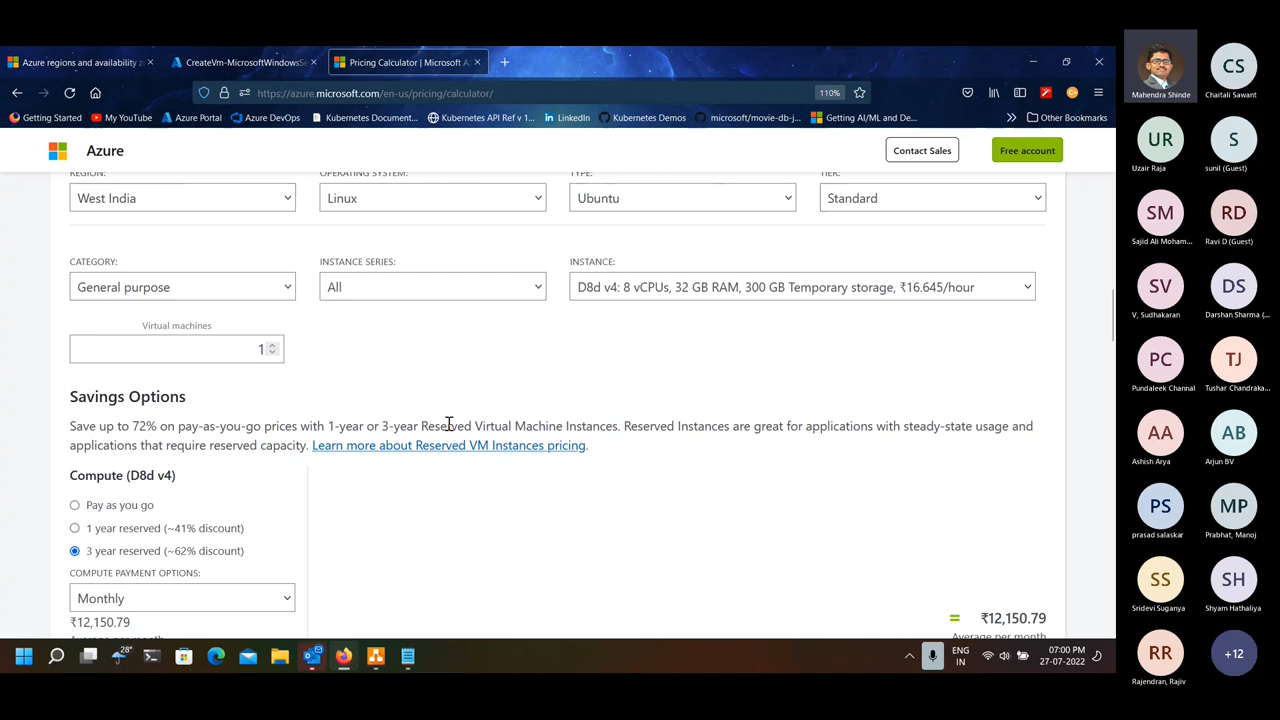 Azure regions and availability z
CreateVm-MicrosoftWindowsSe
Pricing Calculator | Microsoft A
https://azure.microsoft.com/en-us/pricing/calculator/
110%
Getting Started
My YouTube
Azure Portal
Azure DevOps
Kubernetes Document...
Kubernetes API Ref v 1...
LinkedIn
Kubernetes Demos
microsoft/movie-db-j...
Getting AI/ML and De...
Other Bookmarks
Azure
Contact Sales
Free account
REGION:
OPERATING SYSTEM:
TYPE:
TIER:
West India
Linux
Ubuntu
Standard
CATEGORY:
INSTANCE SERIES:
INSTANCE:
General purpose
All
D8d v4: 8 vCPUs, 32 GB RAM, 300 GB Temporary storage, ₹16.645/hour
Virtual machines
1
Savings Options
Save up to 72% on pay-as-you-go prices with 1-year or 3-year Reserved Virtual Machine Instances. Reserved Instances are great for applications with steady-state usage and
applications that require reserved capacity. Learn more about Reserved VM Instances pricing.
Compute (D8d v4)
Pay as you go
1 year reserved (~41% discount)
3 year reserved (~62% discount)
COMPUTE PAYMENT OPTIONS:
Monthly
₹12,150.79
Average per month
= ₹12,150.79
Average per month
28°
ENG
IN
07:00 PM
27-07-2022
Mahendra Shinde
CS
Chaitali Sawant
UR
Uzair Raja
S
sunil (Guest)
SM
Sajid Ali Moham...
RD
Ravi D (Guest)
SV
V, Sudhakaran
DS
Darshan Sharma (...
PC
Pundaleek Channal
TJ
Tushar Chandraka...
AA
Ashish Arya
AB
Arjun BV
PS
prasad salaskar
MP
Prabhat, Manoj
SS
Sridevi Suganya
SH
Shyam Hathaliya
RR
Rajendran, Rajiv
+12